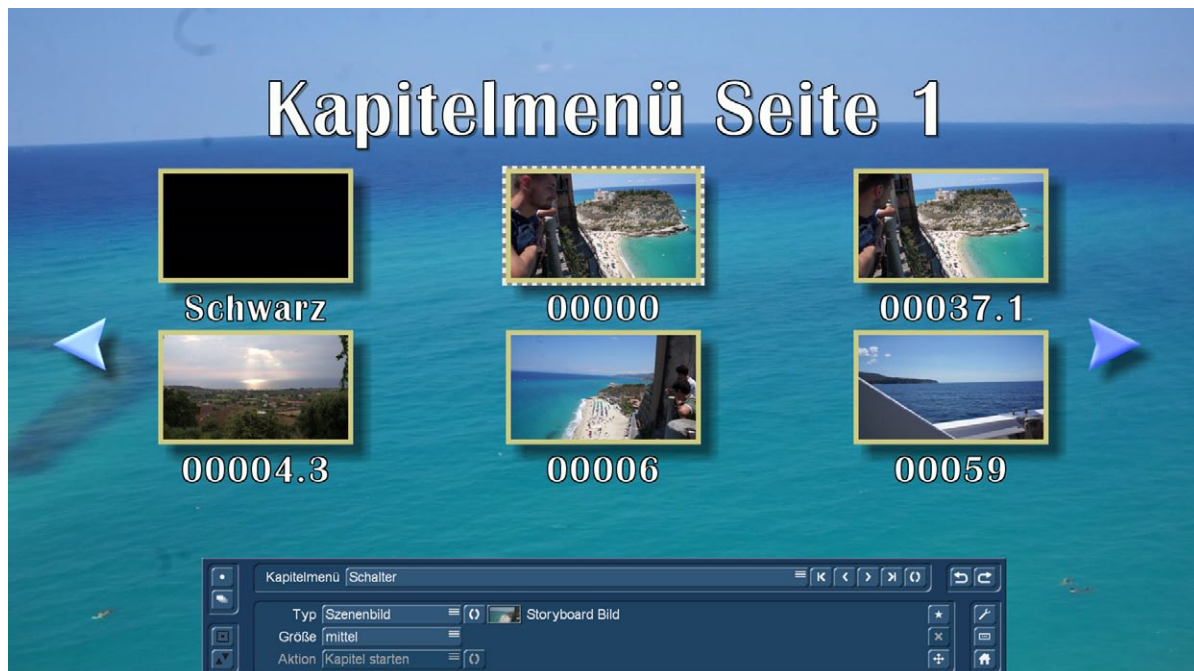 Kapitelmenü Seite 1
Schwarz
00000
00037.1
00004.3
00006
00059
Kapitelmenü Schalter
Typ Szenenbild Storyboard Bild
Größe mittel
Aktion Kapitel starten